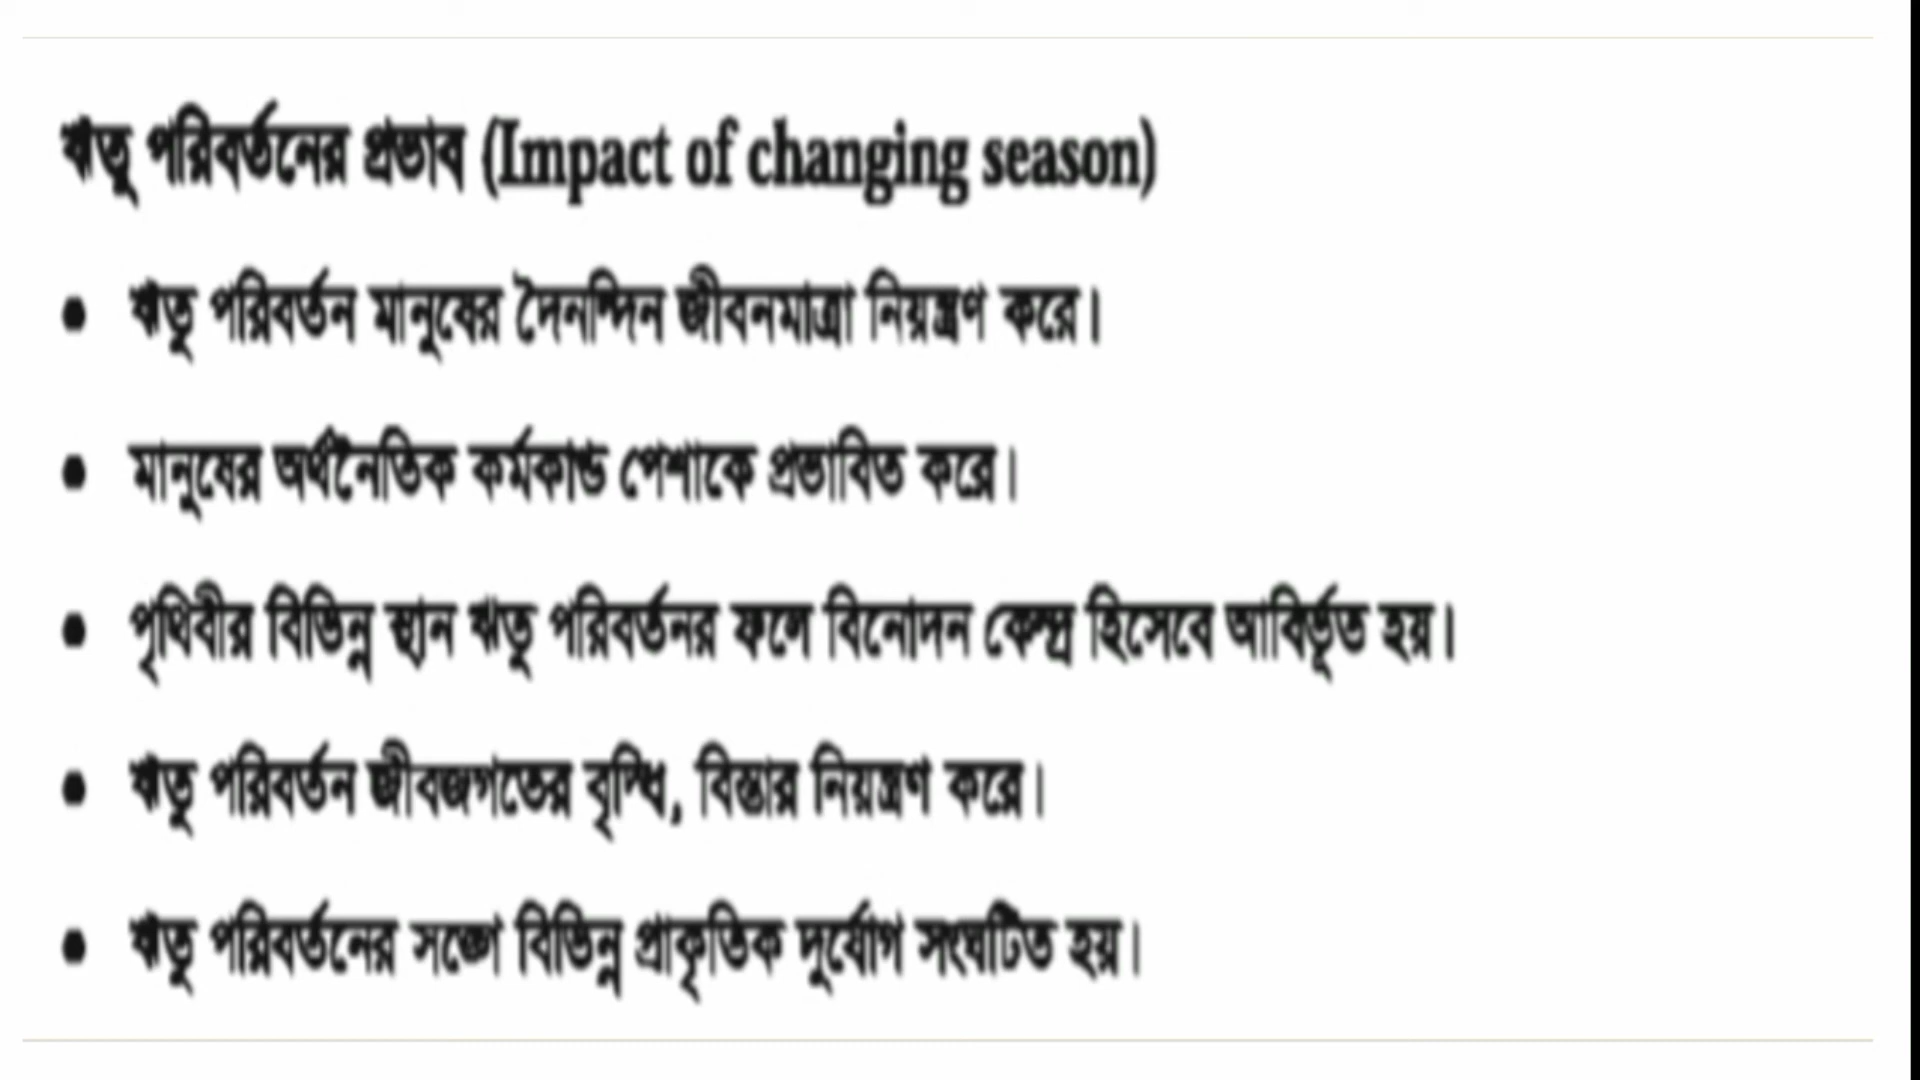 ঋতু পরিবর্তনের প্রভাব (Impact of changing season)
• ঋতু পরিবর্তন মানুষের দৈনন্দিন জীবনমাত্রা নিয়ন্ত্রণ করে।
• মানুষের অর্থনৈতিক কর্মকান্ড পেশাকে প্রভাবিত করে।
• পৃথিবীর বিভিন্ন স্থান ঋতু পরিবর্তনর ফলে বিনোদন কেন্দ্র হিসেবে আবির্ভূত হয়।
• ঋতু পরিবর্তন জীবজগতের বৃদ্ধি, বিস্তার নিয়ন্ত্রণ করে।
• ঋতু পরিবর্তনের সঙ্গে বিভিন্ন প্রাকৃতিক দুর্যোগ সংঘটিত হয়।